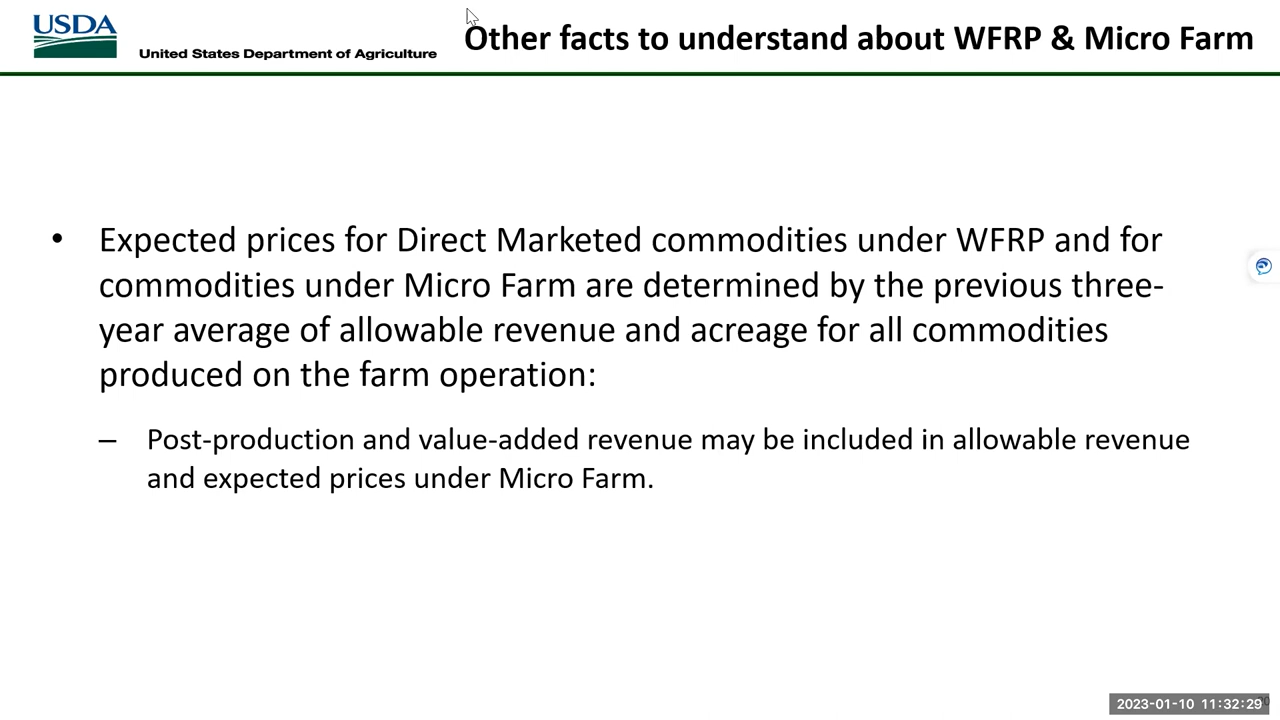 USDA
United States Department of Agriculture
Other facts to understand about WFRP & Micro Farm
• Expected prices for Direct Marketed commodities under WFRP and for
commodities under Micro Farm are determined by the previous three-
year average of allowable revenue and acreage for all commodities
produced on the farm operation:
– Post-production and value-added revenue may be included in allowable revenue
and expected prices under Micro Farm.
2023-01-10 11:32:29